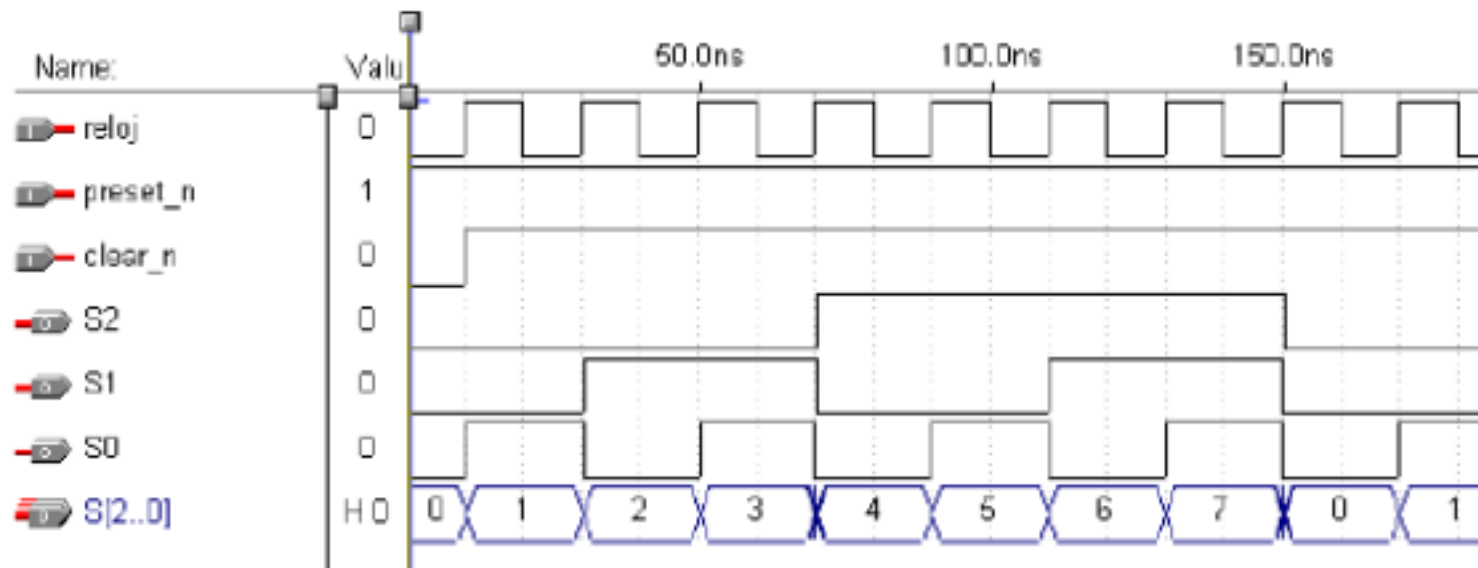 Name: Valu 50.0ns 100.0ns 150.0ns
reloj 0
preset_n 1
clear_n 0
S2 0
S1 0
S0 0
S[2..0] H 0 0 1 2 3 4 5 6 7 0 1